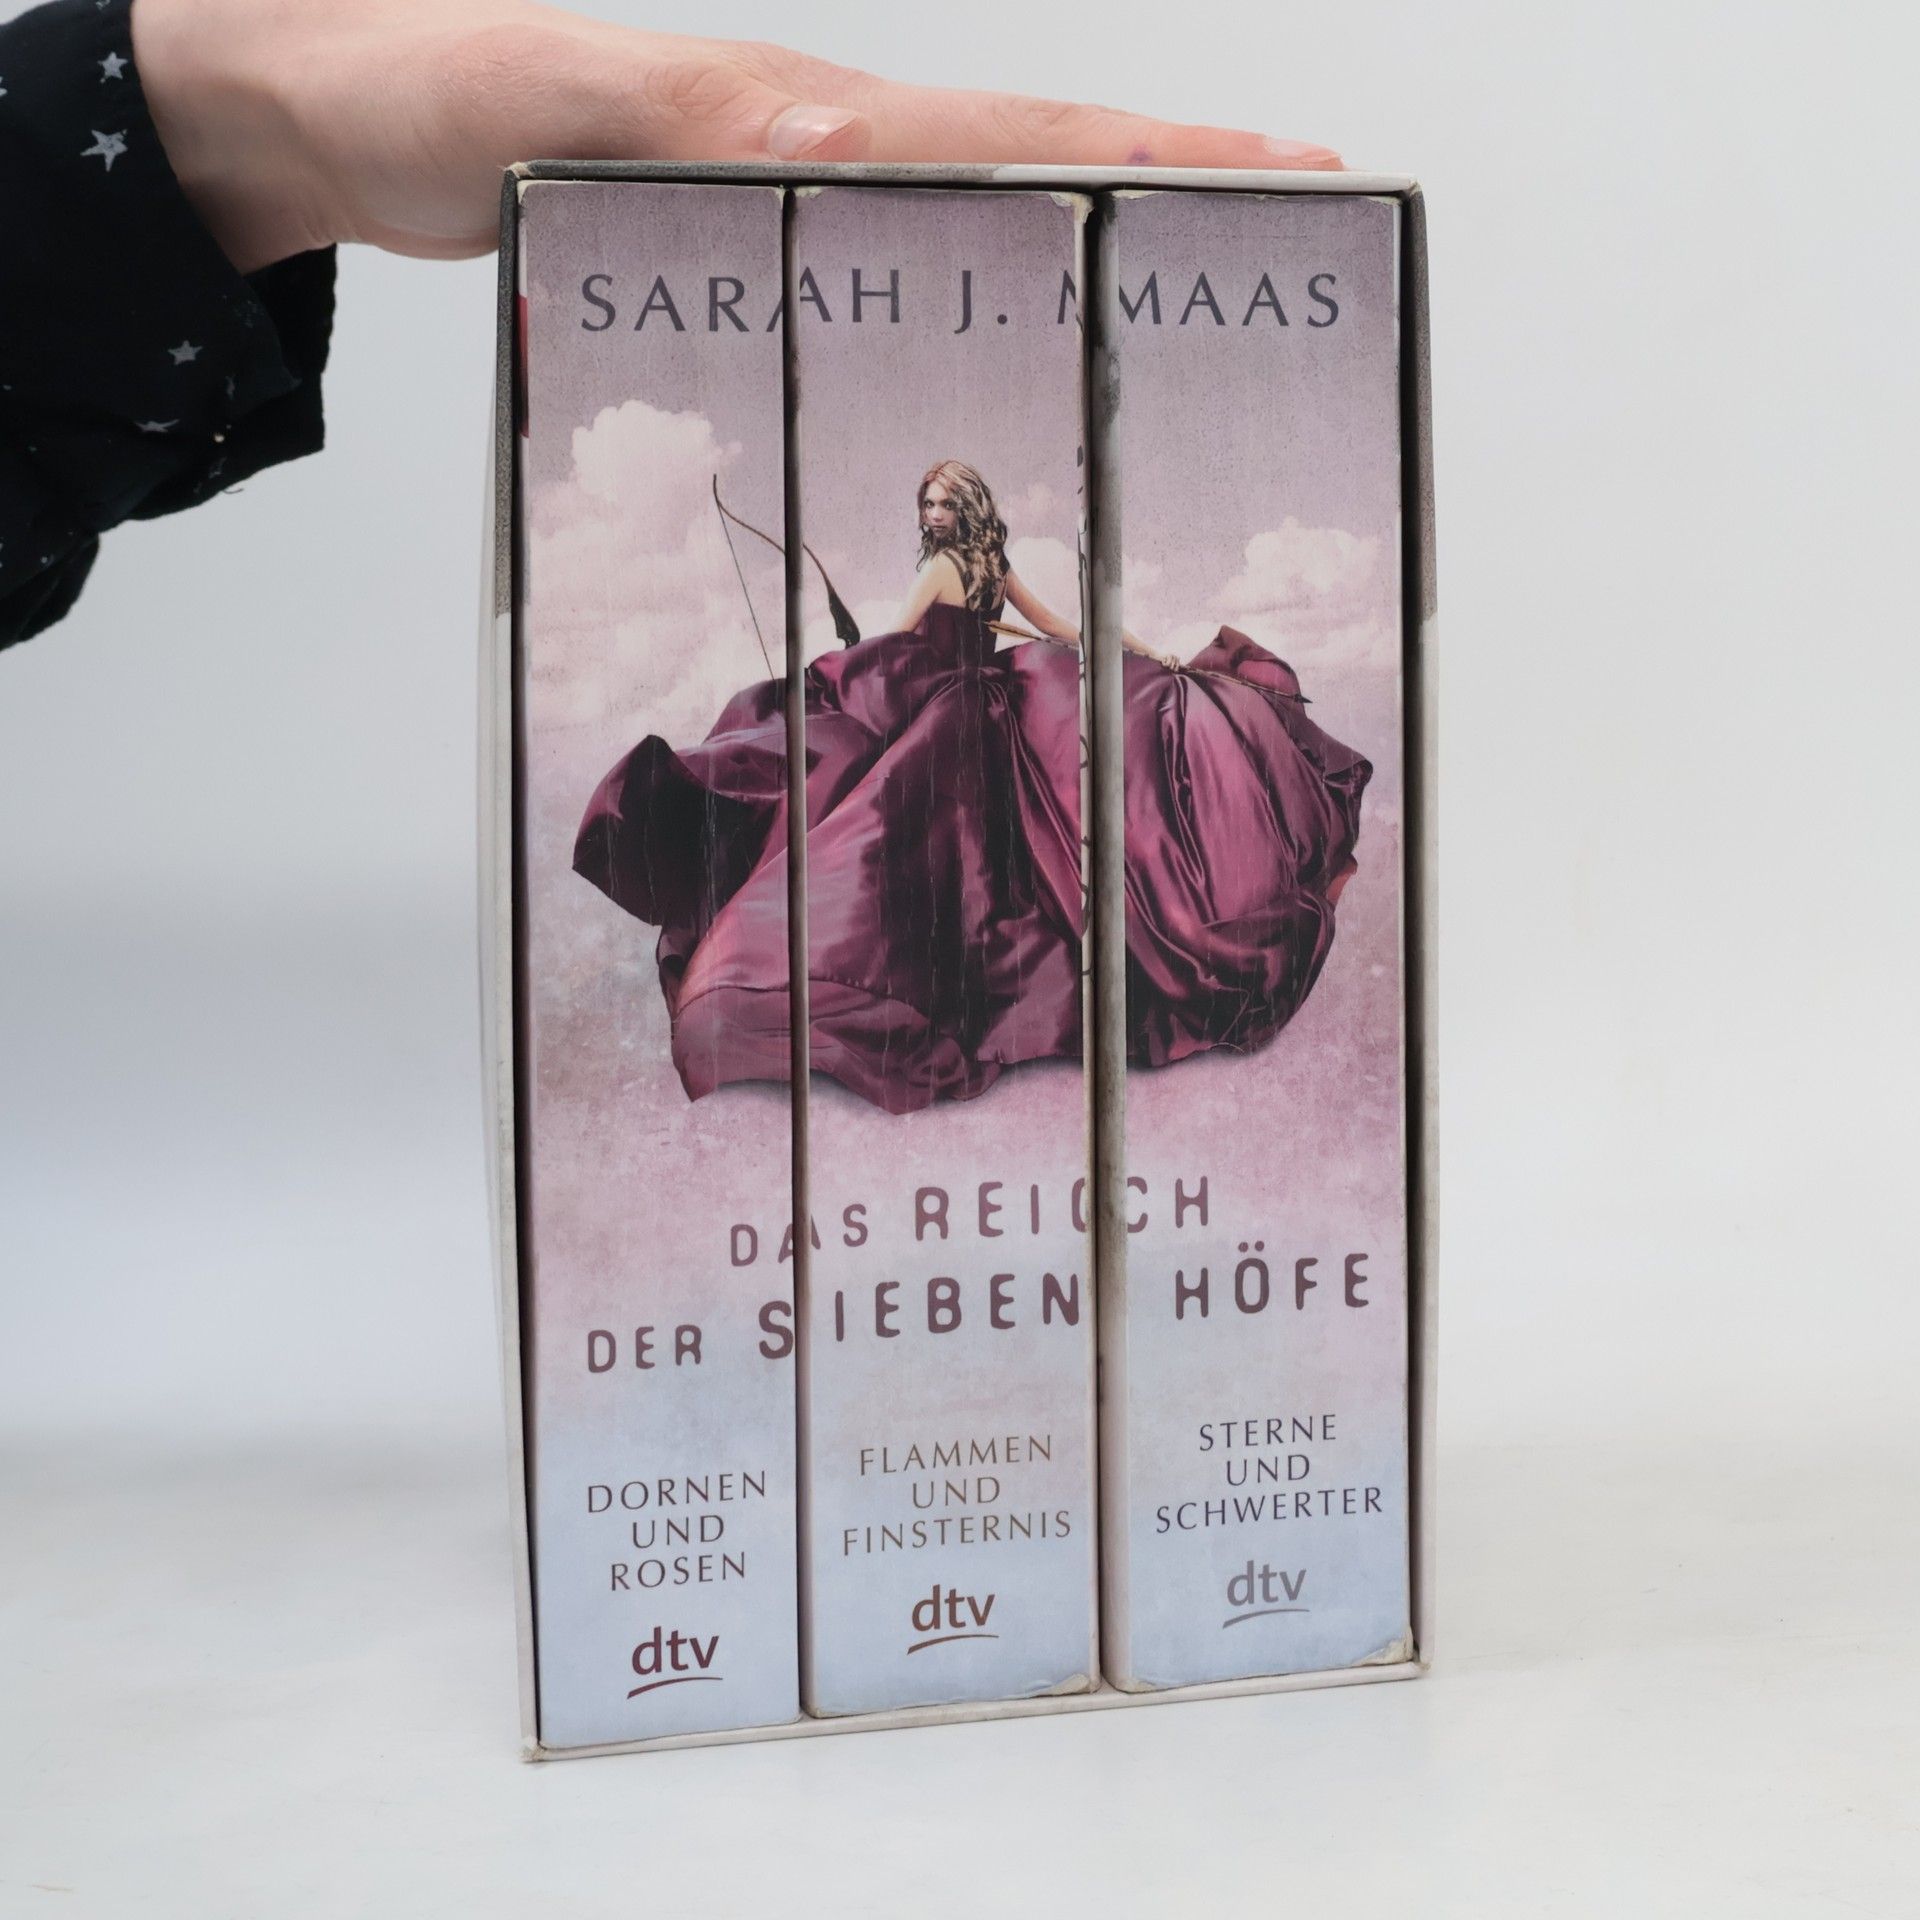 SARAH J. MAAS
DAS REICH
DER SIEBEN HÖFE
DORNEN
UND
ROSEN
dtv
FLAMMEN
UND
FINSTERNIS
dtv
STERNE
UND
SCHWERTER
dtv